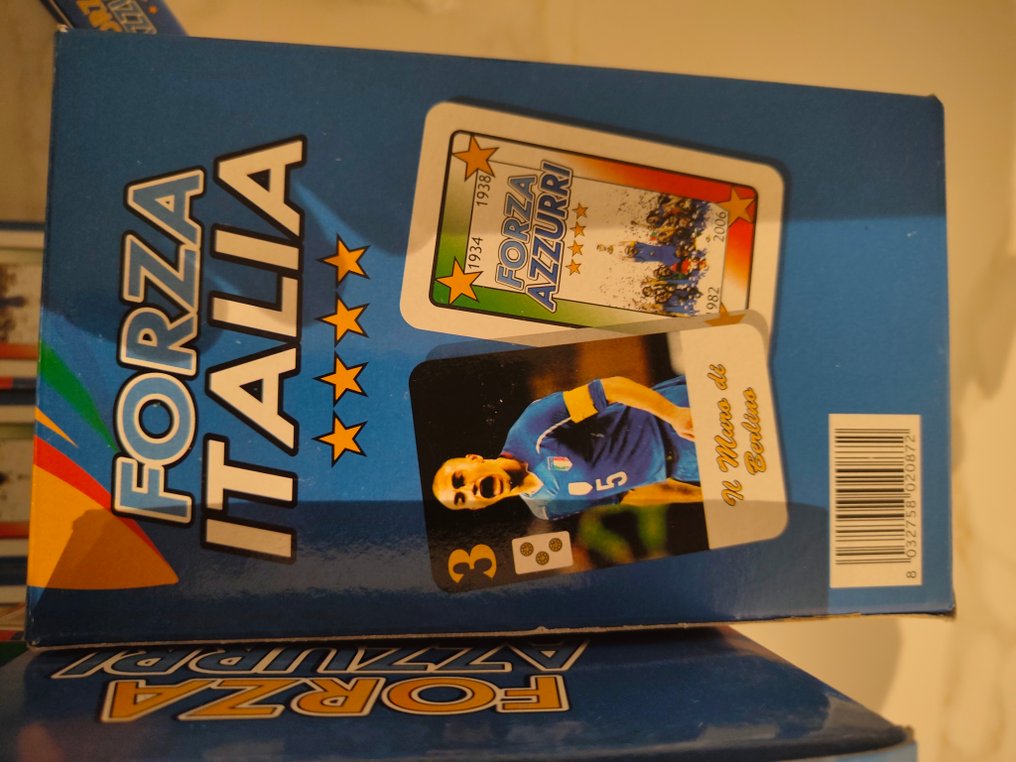 FORZA
ITALIA
1934
1938
FORZA
AZZURRI
982
2006
3
5
Il Muro di
Berlino
8 032758 020872
FORZA
AZZURRI